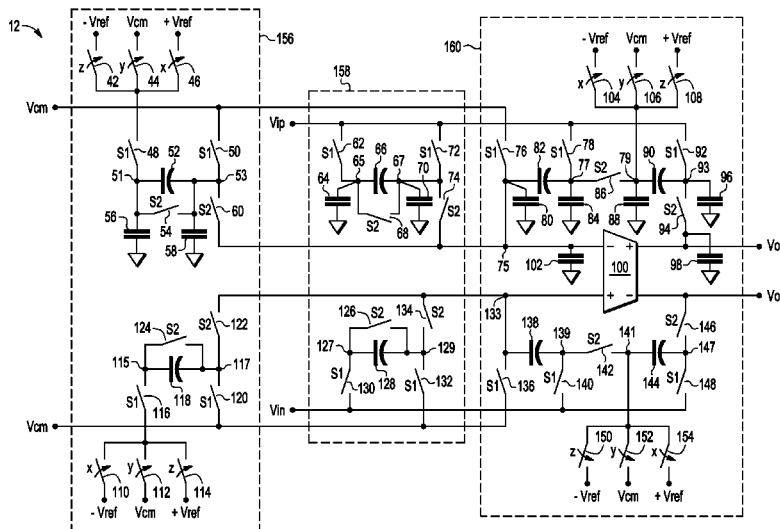 12
- Vref Vcm + Vref
156
z 42 y 44 x 46
Vcm
S1 48 52 S1 50
51 53
56 S2 54 58 S2 60
158
Vip
S1 62 65 66 67 72
64 S1 70 74
S2 68 S2
160
- Vref Vcm + Vref
x 104 y 106 z 108
S1 76 82 S1 78 77 S2 86 79 90 S1 92 93
80 84 88 S2 94 96
75 102 100 98
Vo
- +
+ -
Vo
124 S2 S2 122
115 117
118
S1 116 S1 120
Vcm
x 110 y 112 z 114
- Vref Vcm + Vref
126 S2 134 S2
127 129
128
S1 130 S1 132
Vin
133 138 139 S2 142 141 144 S2 146 147
S1 136 S1 140 S1 148
z 150 y 152 x 154
- Vref Vcm + Vref